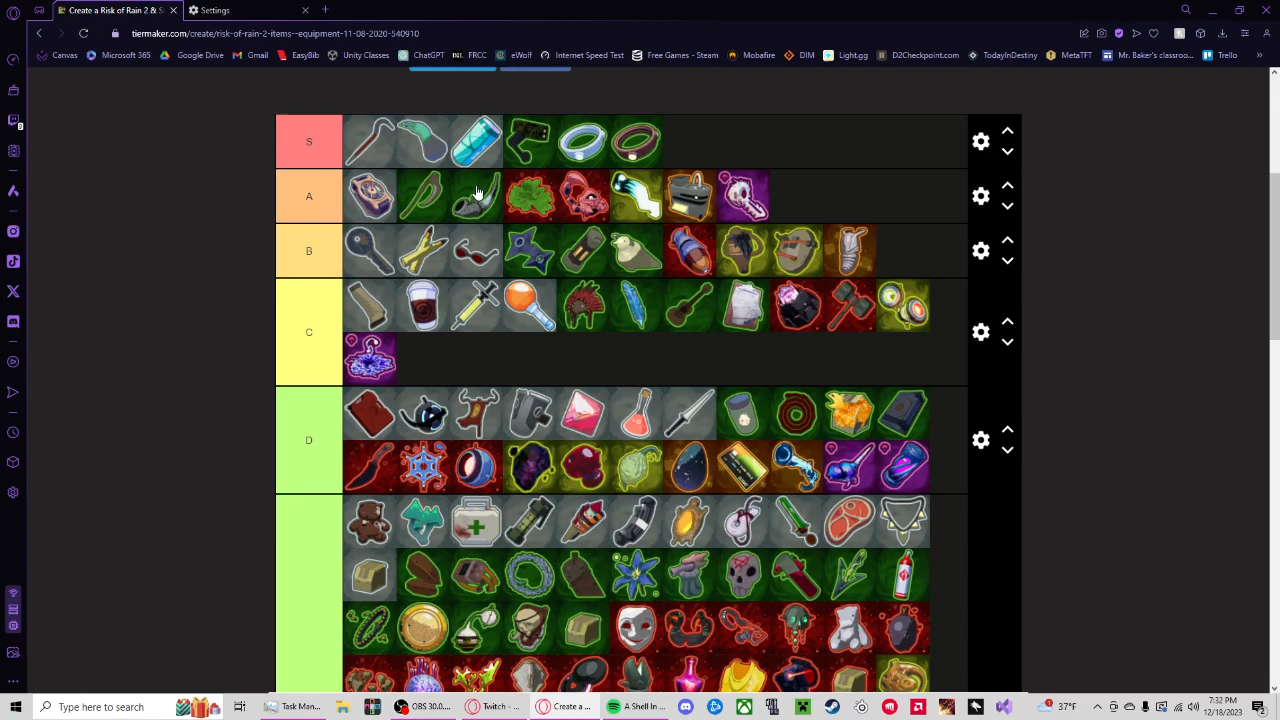 Create a Risk of Rain 2 & S
Settings
tiermaker.com/create/risk-of-rain-2-items--equipment-11-08-2020-540910
Canvas Microsoft 365 Google Drive Gmail EasyBib Unity Classes ChatGPT FRCC eWolf Internet Speed Test Free Games - Steam Mobafire DIM Light.gg D2Checkpoint.com TodayInDestiny MetaTFT Mr. Baker's classroo... Trello
S
A
B
C
D
Type here to search
Task Man...
OBS 30.0...
Twitch - ...
Create a ...
A Shell In ...
37°F
7:32 PM
12/18/2023